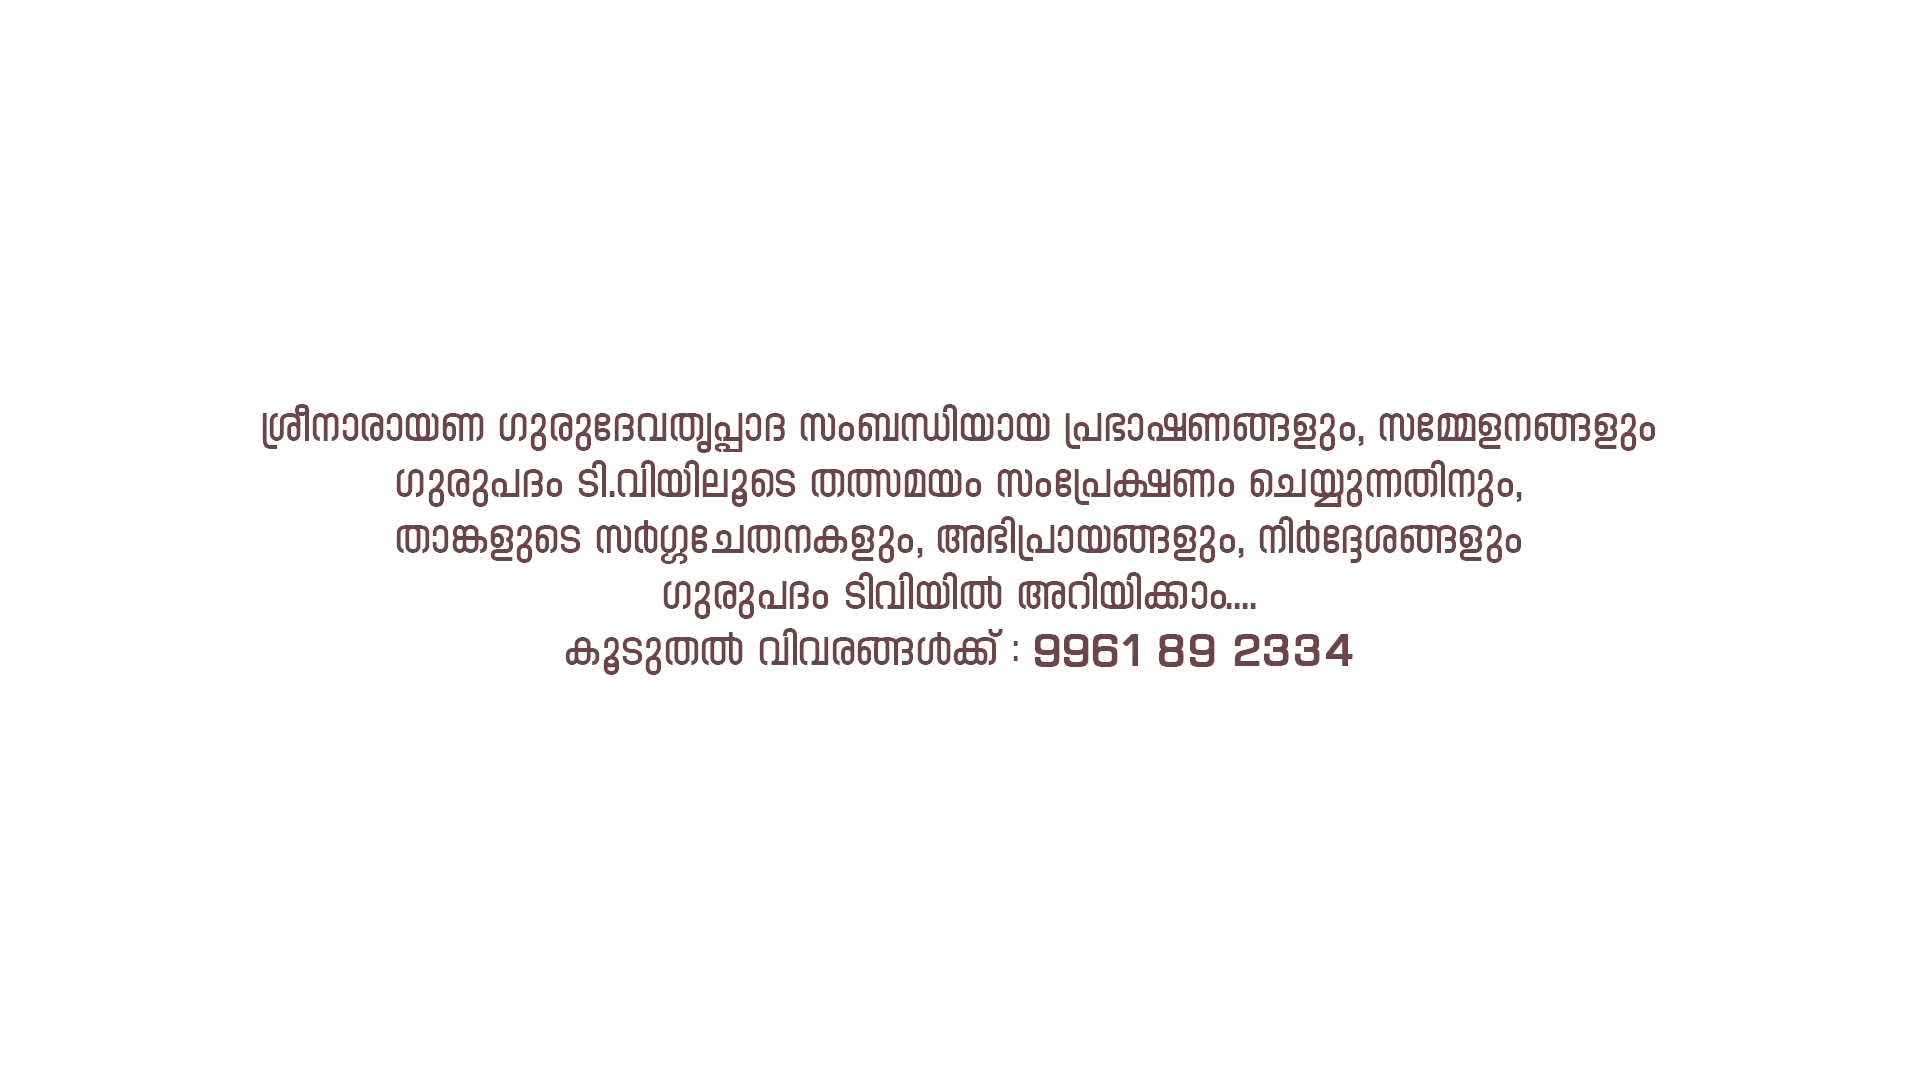 ശ്രീനാരായണ ഗുരുദേവതൃപ്പാദ സംബന്ധിയായ പ്രഭാഷണങ്ങളും, സമ്മേളനങ്ങളും
ഗുരുപദം ടി.വിയിലൂടെ തത്സമയം സംപ്രേക്ഷണം ചെയ്യുന്നതിനും,
താങ്കളുടെ സർഗ്ഗചേതനകളും, അഭിപ്രായങ്ങളും, നിർദ്ദേശങ്ങളും
ഗുരുപദം ടിവിയിൽ അറിയിക്കാം....
കൂടുതൽ വിവരങ്ങൾക്ക് : 9961 89 2334